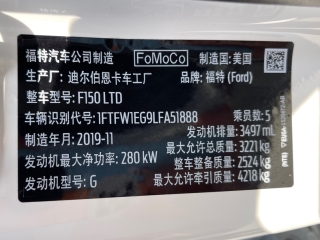 福特汽车公司制造 FoMoCo 制造国:美国
生产厂:迪尔伯恩卡车工厂 品牌:福特 (Ford)
整车型号:F150 LTD
车辆识别代号:1FTFW1EG9LFA51888 乘员数:5
发动机排量:3497 mL
制造年月:2019-11 最大允许总质量:3221 kg
发动机最大净功率:280 kW 整车整备质量:2524 kg
发动机型号:G 最大允许牵引质量:4218 kg